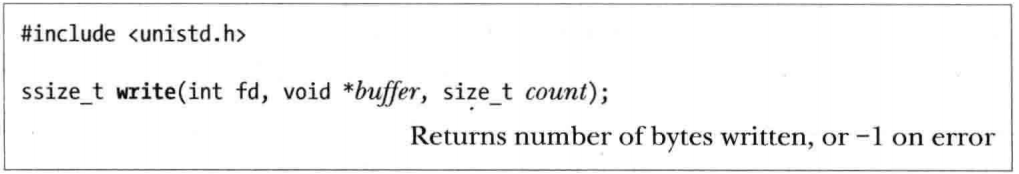 #include <unistd.h>
ssize_t write(int fd, void *buffer, size_t count);
Returns number of bytes written, or −1 on error